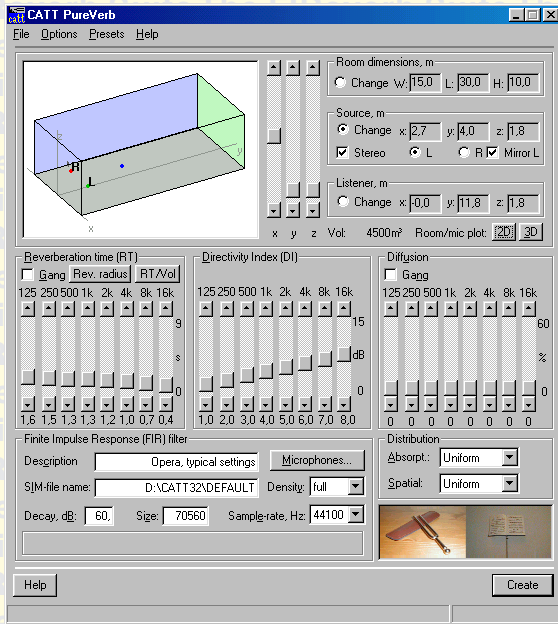 catt
CATT PureVerb
File Options Presets Help
Room dimensions, m
Change W: 15,0 L: 30,0 H: 10,0
Source, m
Change x: 2,7 y: 4,0 z: 1,8
Stereo L R Mirror L
Listener, m
Change x: -0,0 y: 11,8 z: 1,8
z
R
L
y
x
x y z Vol: 4500m³ Room/mic plot: 2D 3D
Reverberation time (RT)
Gang Rev. radius RT/Vol
125 250 500 1k 2k 4k 8k 16k
9
s
0
1,6 1,5 1,3 1,3 1,2 1,1 0,7 0,4
Directivity Index (DI)
125 250 500 1k 2k 4k 8k 16k
15
dB
0
1,0 2,0 3,0 4,0 5,0 6,0 7,0 8,0
Diffusion
Gang
125 250 500 1k 2k 4k 8k 16k
60
%
0
0 0 0 0 0 0 0 0
Finite Impulse Response (FIR) filter
Description Opera, typical settings Microphones...
SIM-file name: D:\CATT32\DEFAULT Density: full
Decay, dB: 60, Size: 70560 Sample-rate, Hz: 44100
Distribution
Absorpt.: Uniform
Spatial: Uniform
Help Create